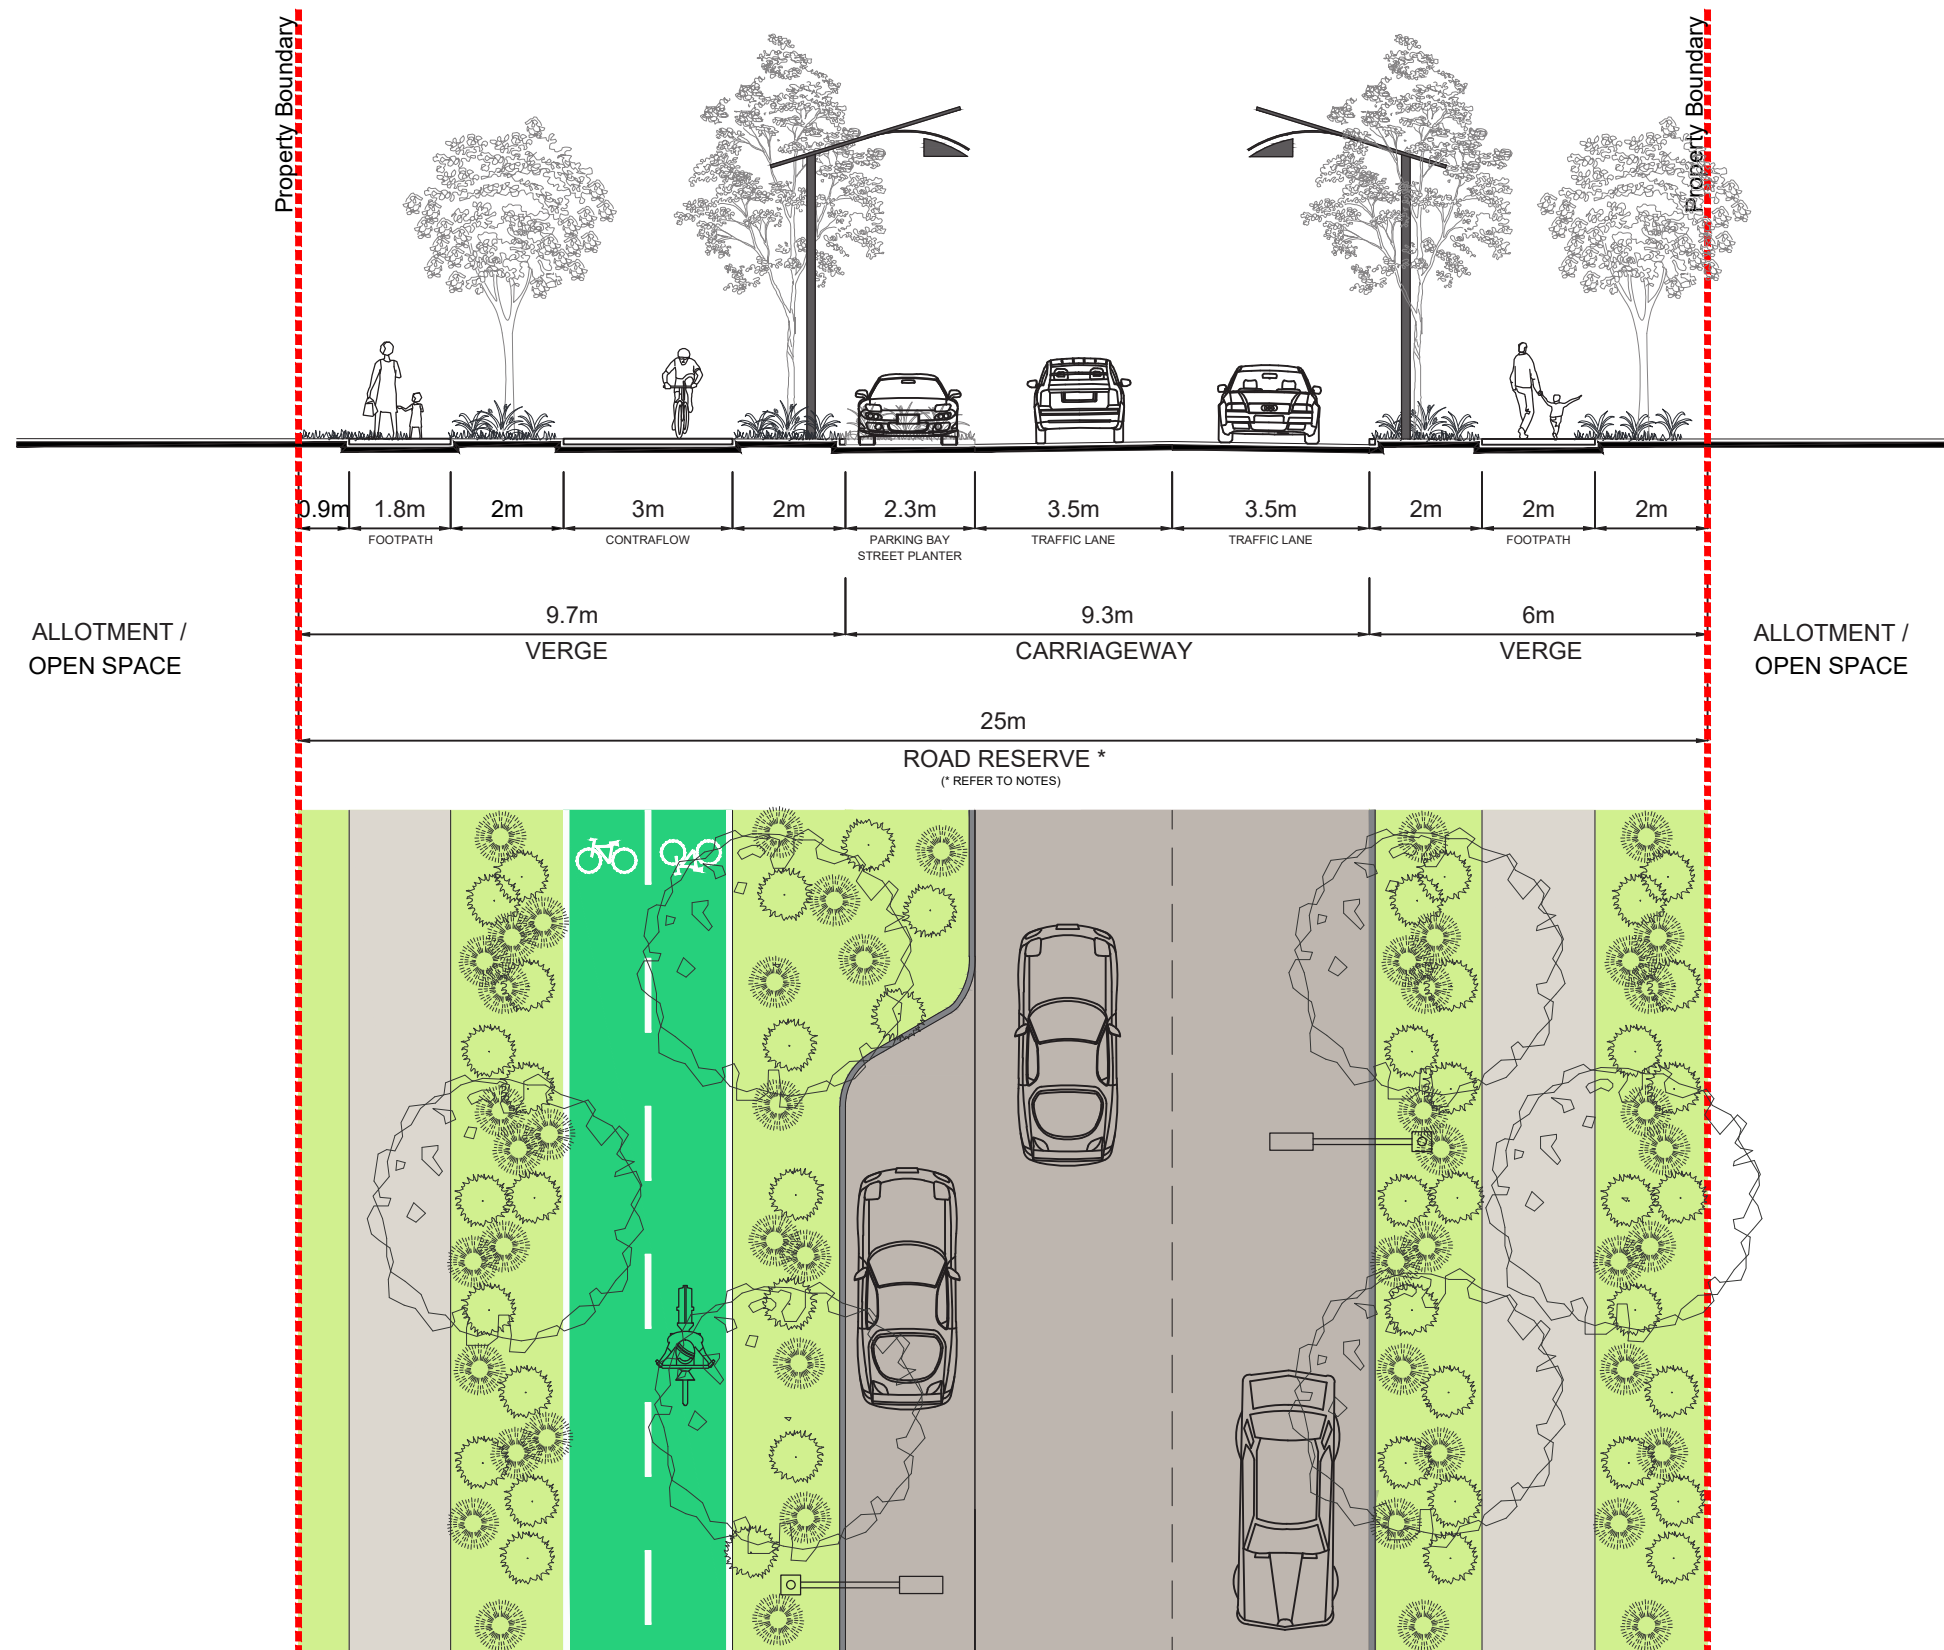 Property Boundary
Property Boundary
0.9m
1.8m
2m
3m
2m
2.3m
3.5m
3.5m
2m
2m
2m
FOOTPATH
CONTRAFLOW
PARKING BAY
STREET PLANTER
TRAFFIC LANE
TRAFFIC LANE
FOOTPATH
9.7m
VERGE
9.3m
CARRIAGEWAY
6m
VERGE
ALLOTMENT /
OPEN SPACE
ALLOTMENT /
OPEN SPACE
25m
ROAD RESERVE *
(* REFER TO NOTES)